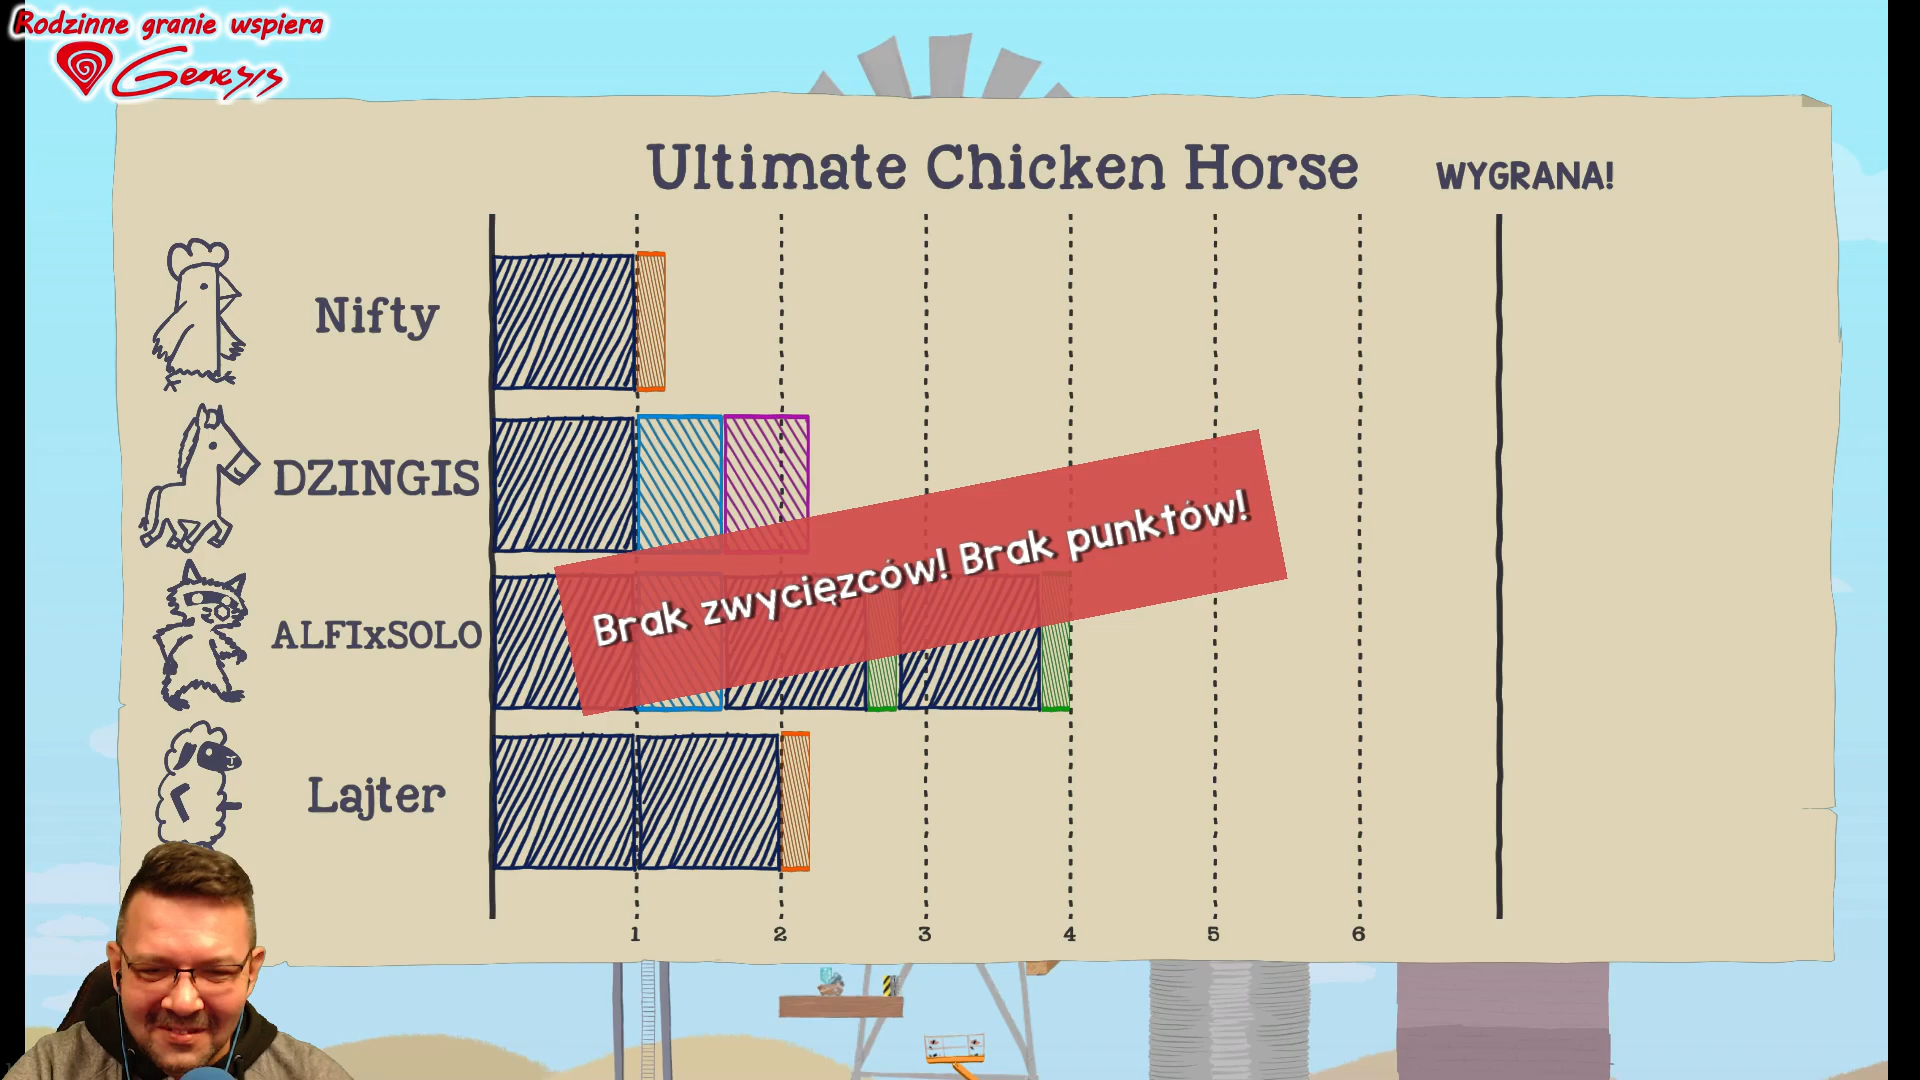 Rodzinne granie wspiera
Genesis
Ultimate Chicken Horse
WYGRANA!
Nifty
DZINGIS
ALFIxSOLO
Lajter
Brak zwycięzców! Brak punktów!
1 2 3 4 5 6